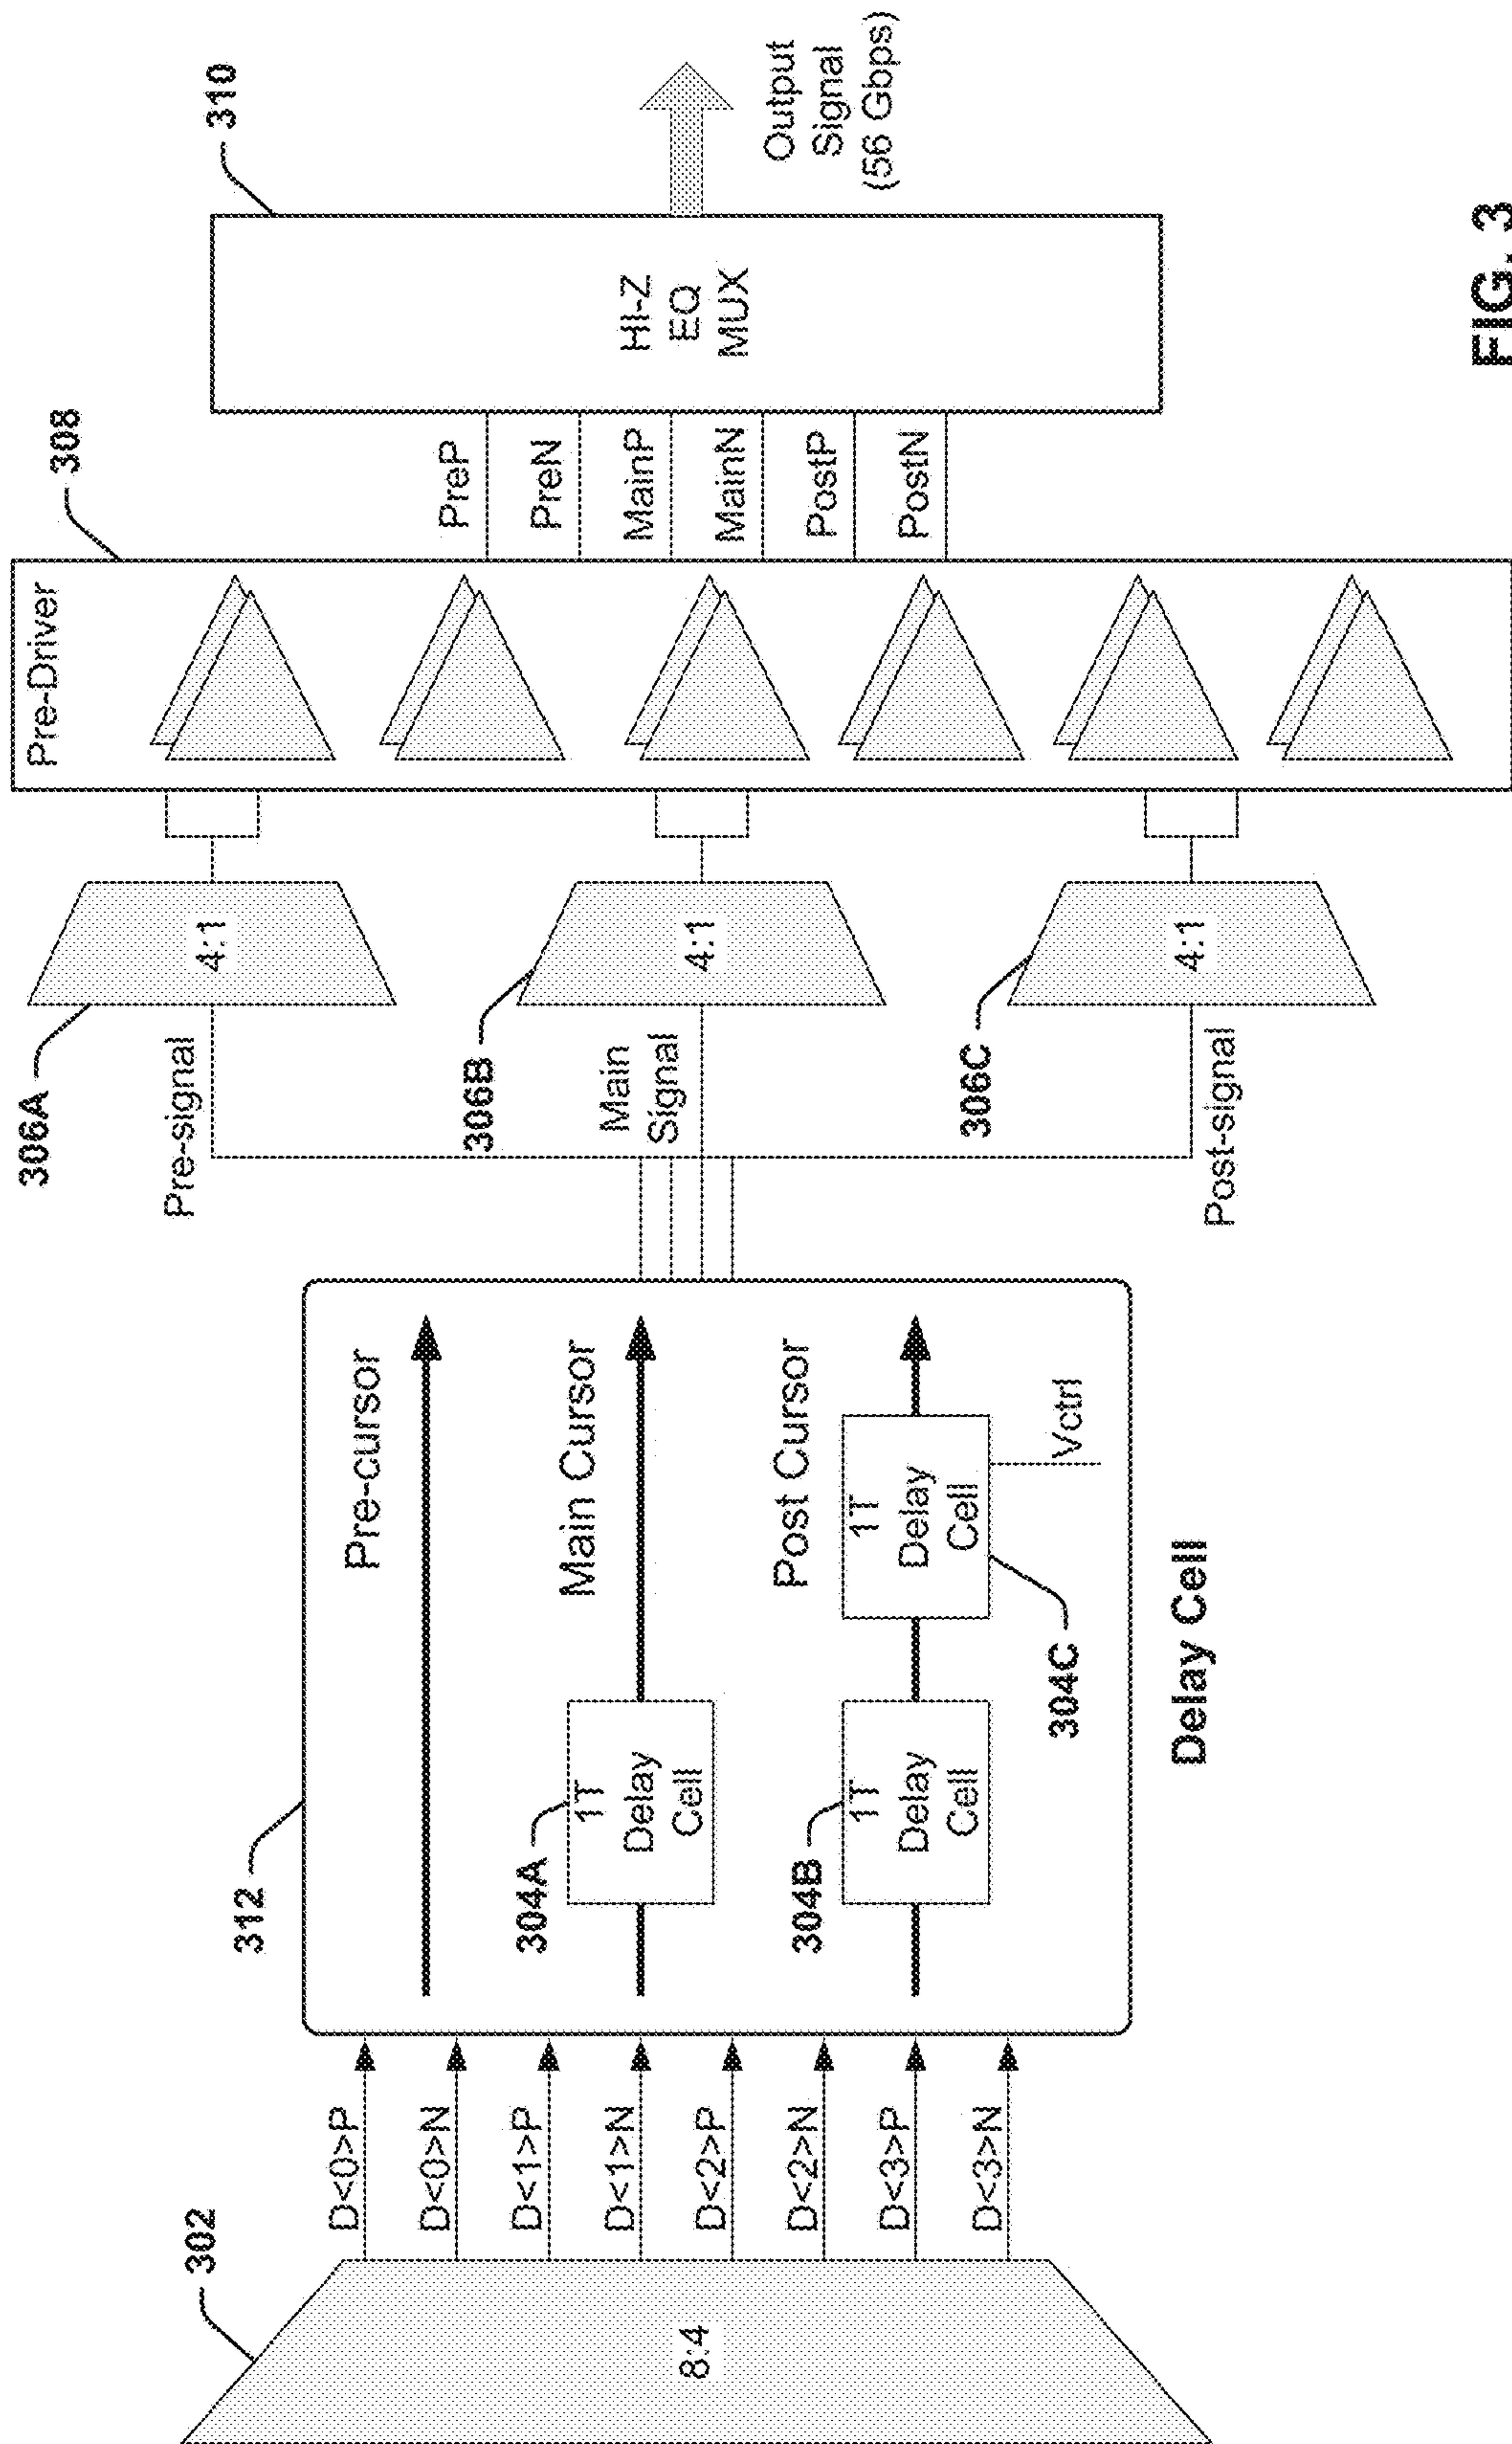 302
8:4
D<0>P
D<0>N
D<1>P
D<1>N
D<2>P
D<2>N
D<3>P
D<3>N
312
Pre-cursor
304A
1T
Delay
Cell
Main Cursor
304B
1T
Delay
Cell
Post Cursor
1T
Delay
Cell
304C
Vctrl
Delay Cell
306A
Pre-signal
4:1
306B
Main
Signal
4:1
306C
Post-signal
4:1
308
Pre-Driver
PreP
PreN
MainP
MainN
PostP
PostN
310
HI-Z
EQ
MUX
Output
Signal
(56 Gbps)
FIG. 3